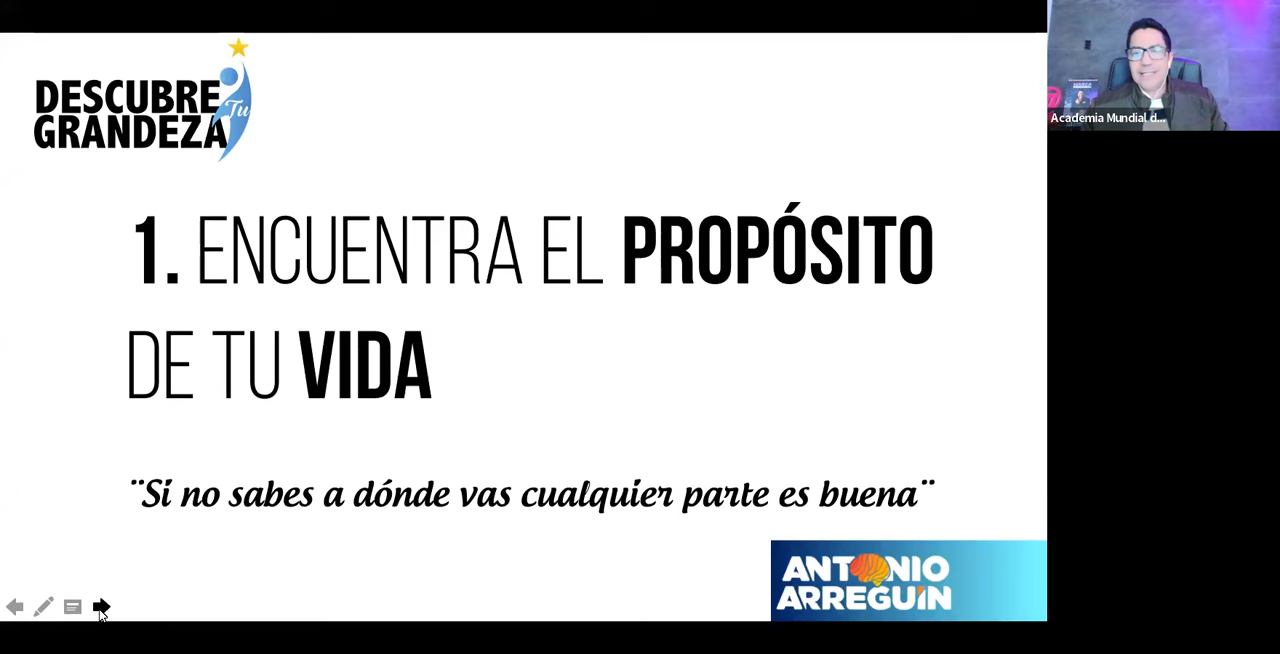 DESCUBRE
Tu
GRANDEZA
Academia Mundial d...
1. ENCUENTRA EL PROPÓSITO
DE TU VIDA
¨Si no sabes a dónde vas cualquier parte es buena¨
ANTONIO
ARREGUÍN